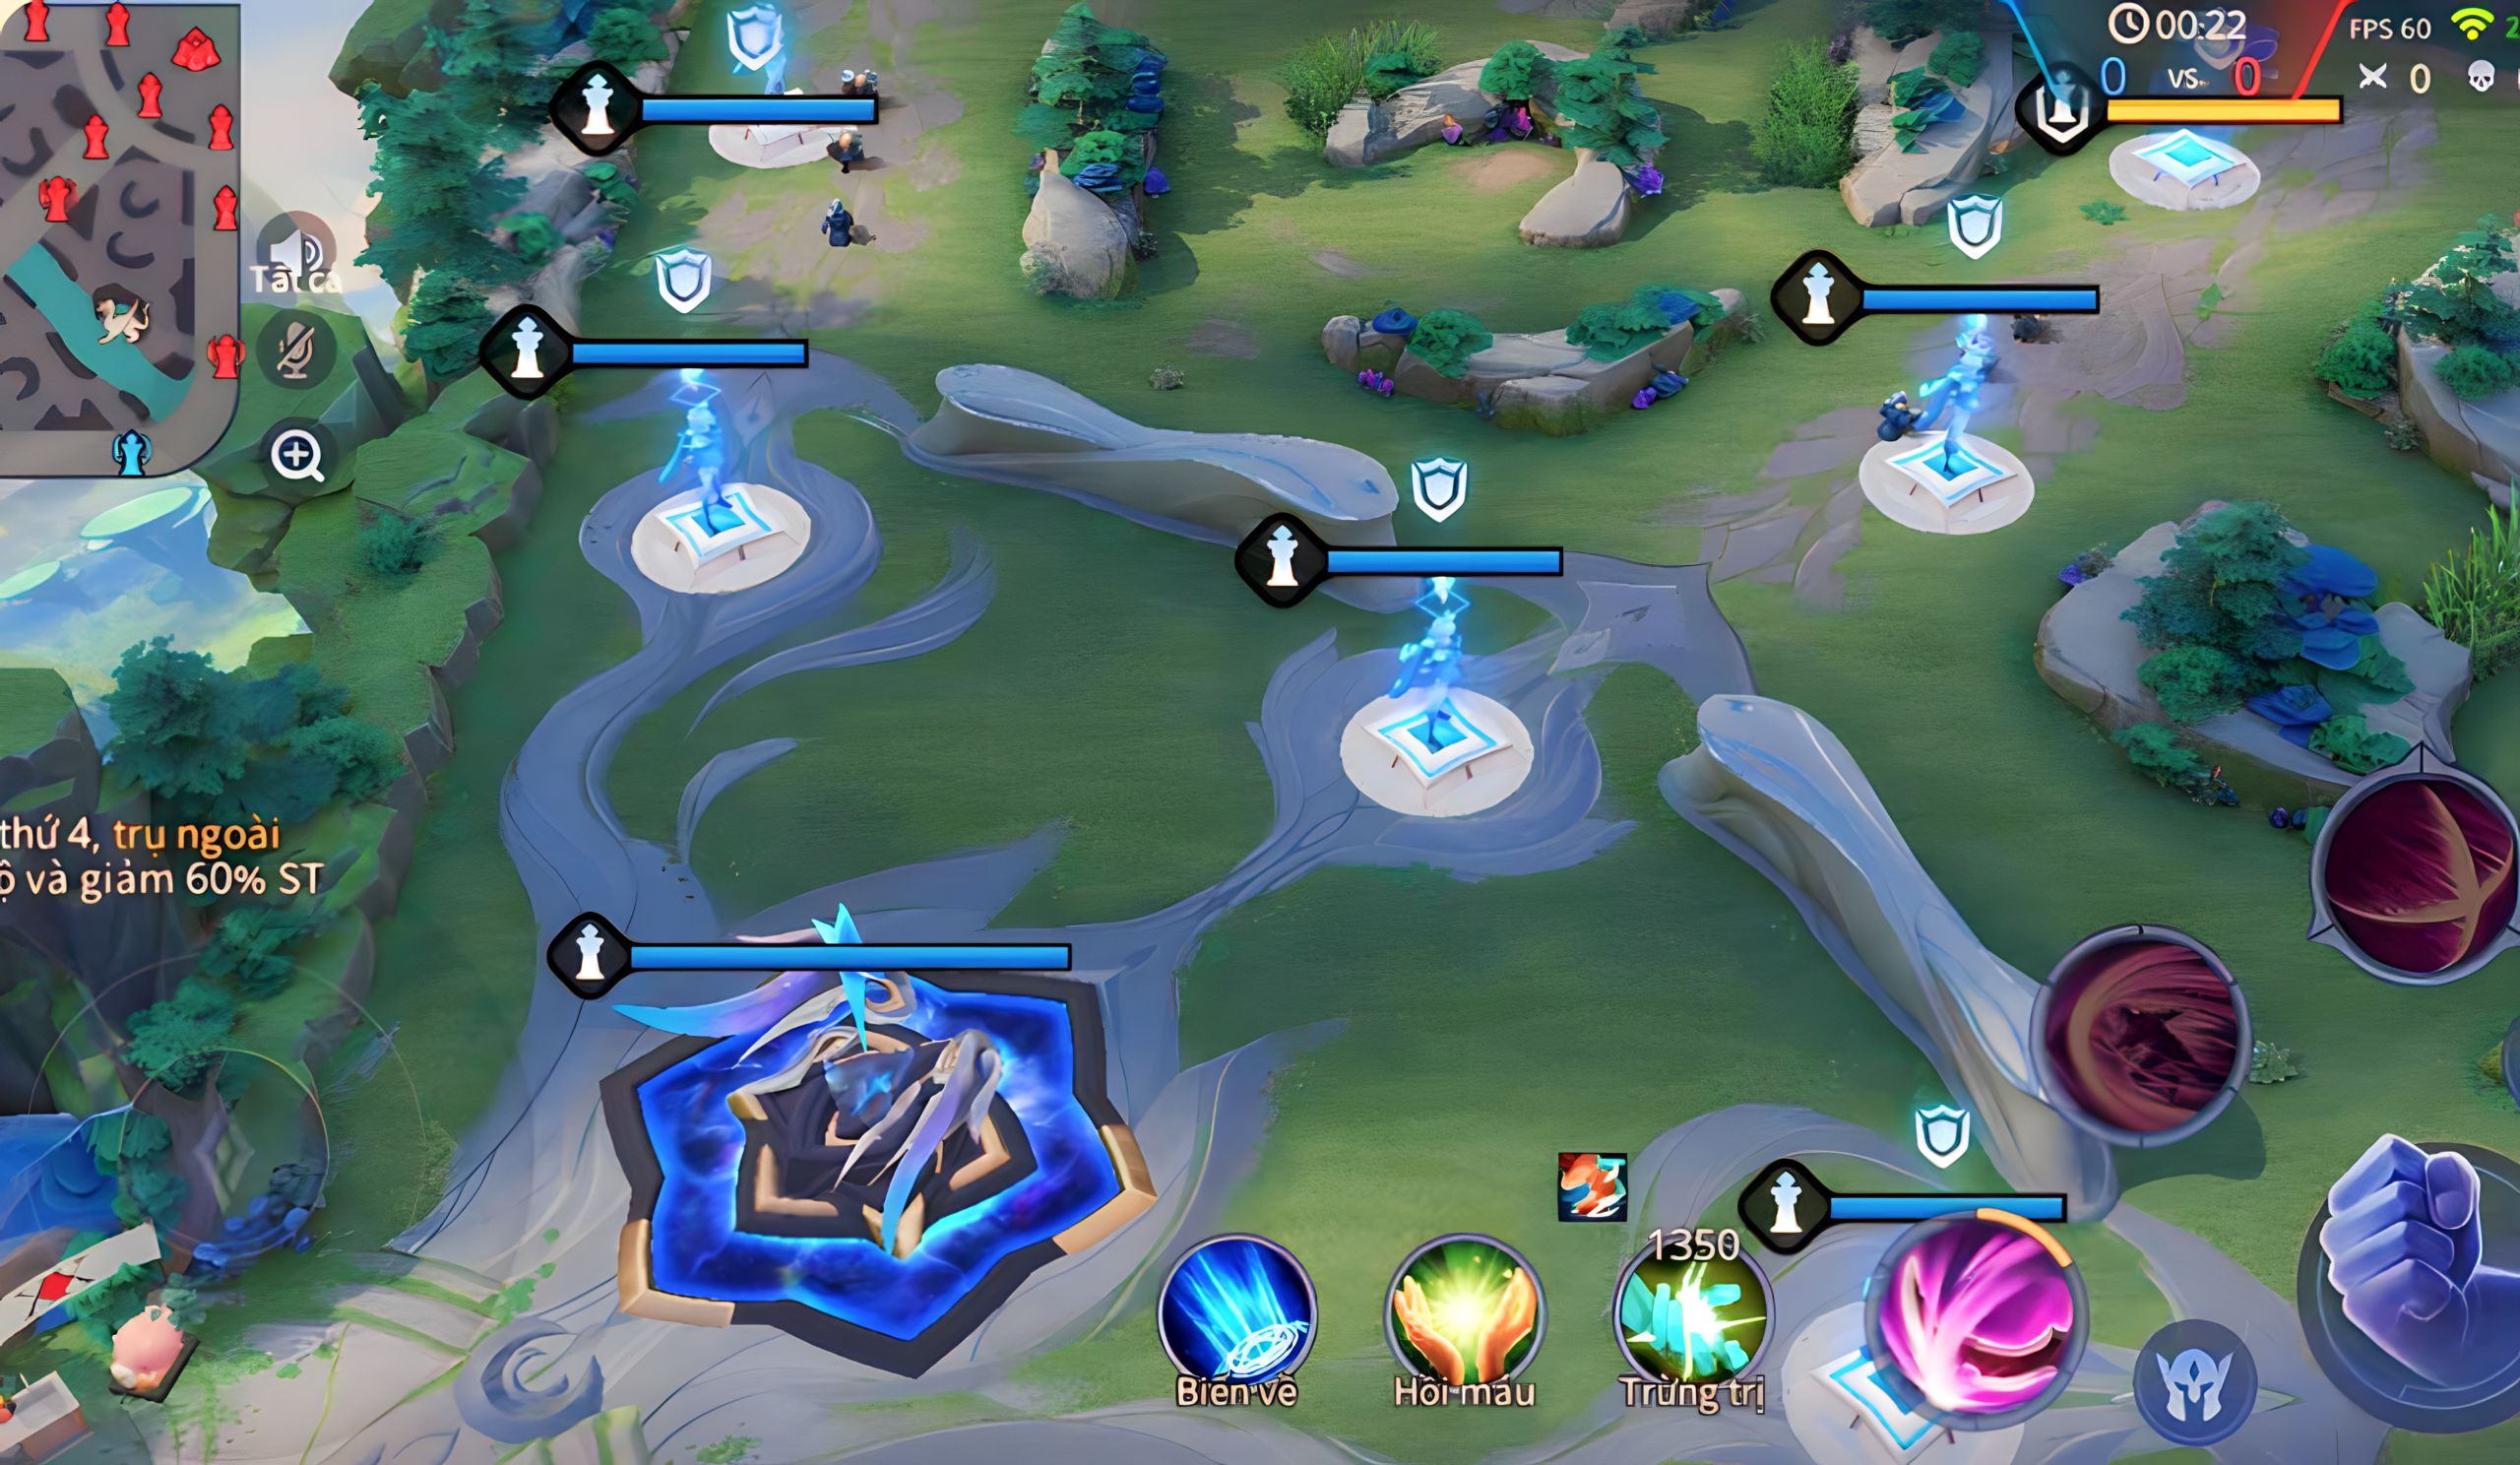 00:22
FPS 60
0 vs. 0
0
Tất cả
thứ 4, trụ ngoài
ộ và giảm 60% ST
1350
Biến về
Hồi máu
Trừng trị